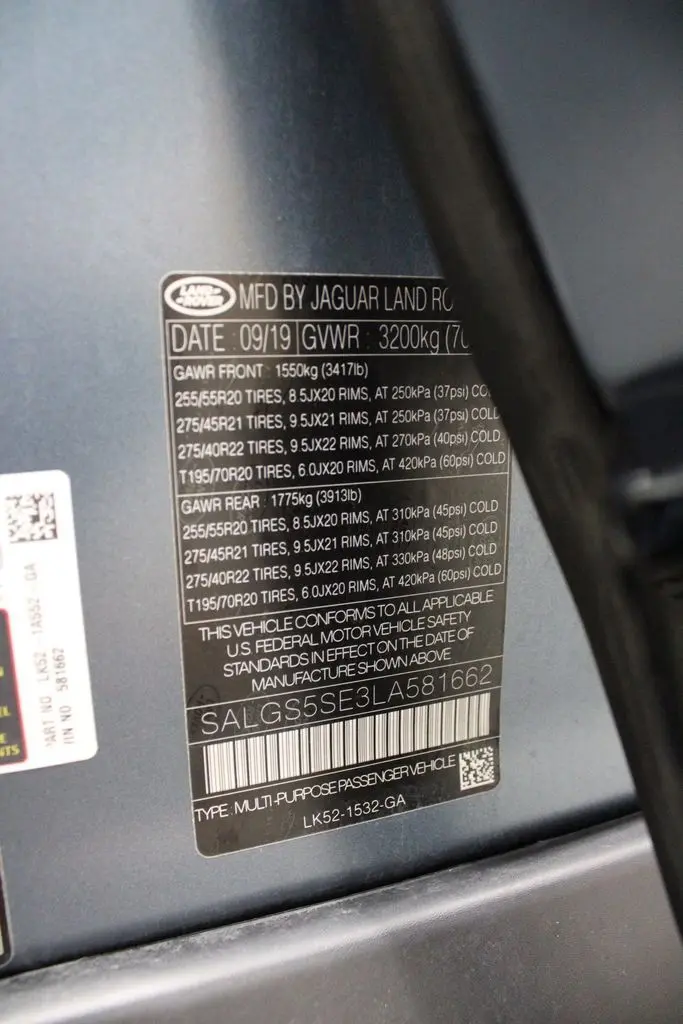 LAND ROVER MFD BY JAGUAR LAND RO
DATE : 09/19 GVWR : 3200kg (70
GAWR FRONT : 1550kg (3417lb)
255/55R20 TIRES, 8.5JX20 RIMS, AT 250kPa (37psi) CO
275/45R21 TIRES, 9.5JX21 RIMS, AT 250kPa (37psi) COLD
275/40R22 TIRES, 9.5JX22 RIMS, AT 270kPa (40psi) COLD
T195/70R20 TIRES, 6.0JX20 RIMS, AT 420kPa (60psi) COLD
GAWR REAR : 1775kg (3913lb)
255/55R20 TIRES, 8.5JX20 RIMS, AT 310kPa (45psi) COLD
275/45R21 TIRES, 9.5JX21 RIMS, AT 310kPa (45psi) COLD
275/40R22 TIRES, 9.5JX22 RIMS, AT 330kPa (48psi) COLD
T195/70R20 TIRES, 6.0JX20 RIMS, AT 420kPa (60psi) COLD
THIS VEHICLE CONFORMS TO ALL APPLICABLE
U.S. FEDERAL MOTOR VEHICLE SAFETY
STANDARDS IN EFFECT ON THE DATE OF
MANUFACTURE SHOWN ABOVE
SALGS5SE3LA581662
TYPE : MULTI-PURPOSE PASSENGER VEHICLE
LK52-1532-GA
PART NO LK52 - 1A552 - GA
VIN NO 581662